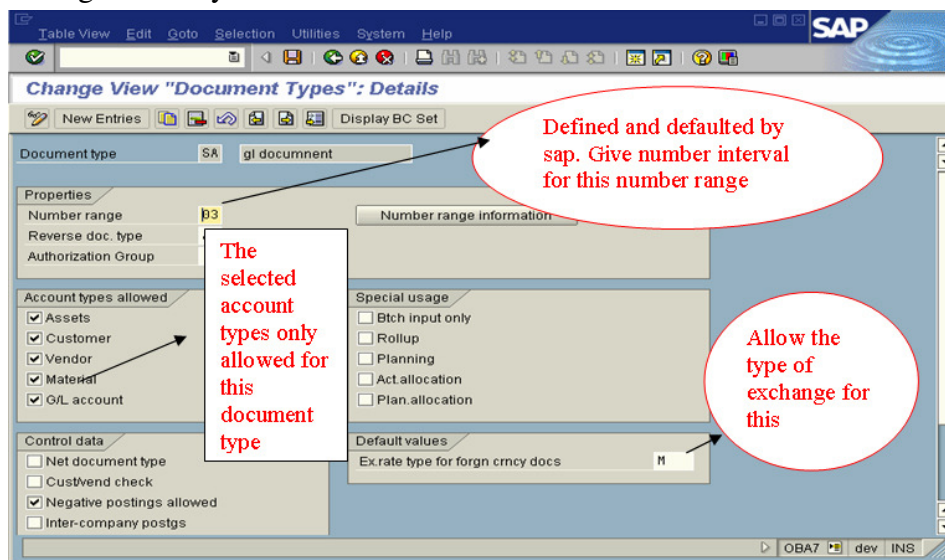 Table View Edit Goto Selection Utilities System Help
SAP
Change View "Document Types": Details
New Entries Display BC Set
Document type SA gl documnent
Defined and defaulted by
sap. Give number interval
for this number range
Properties
Number range 03 Number range information
Reverse doc. type
Authorization Group
The
selected
account
types only
allowed for
this
document
type
Account types allowed Special usage
Assets Btch input only
Customer Rollup
Vendor Planning
Material Act.allocation
G/L account Plan.allocation
Allow the
type of
exchange for
this
Control data Default values
Net document type Ex.rate type for forgn crncy docs M
Cust/vend check
Negative postings allowed
Inter-company postgs
OBA7 dev INS